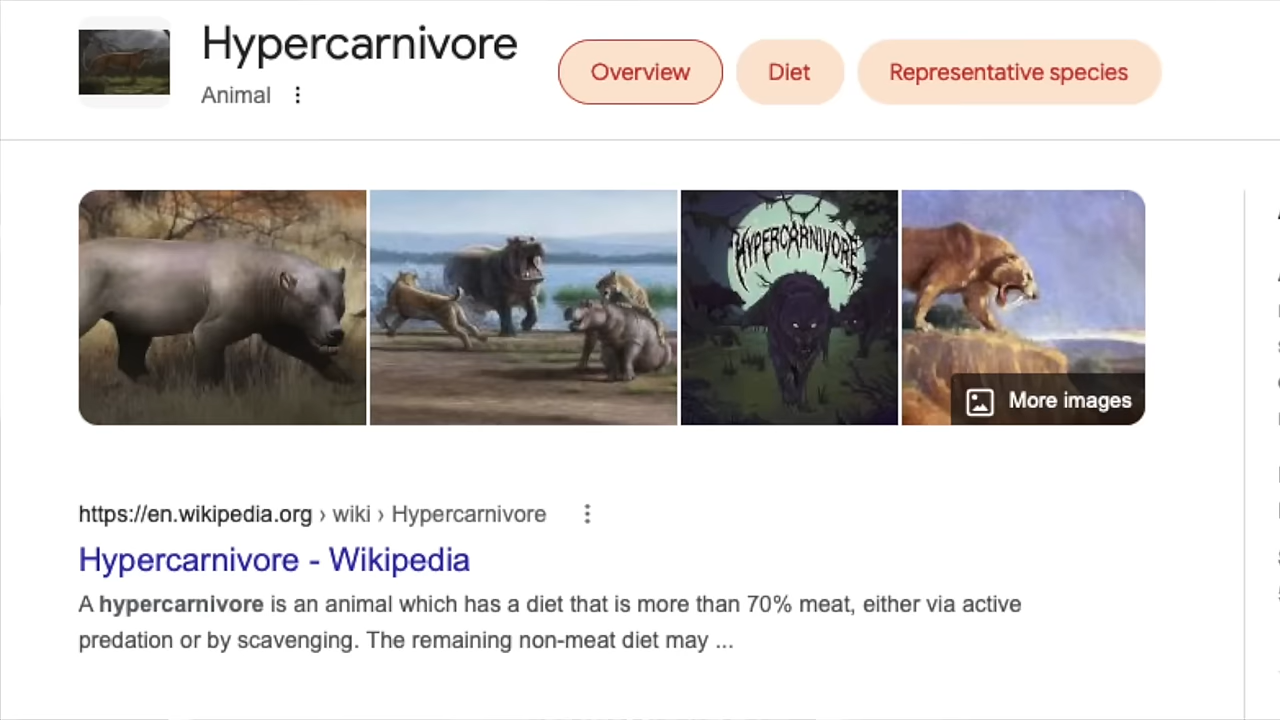 Hypercarnivore
Animal
Overview
Diet
Representative species
HYPERCARNIVORE
More images
https://en.wikipedia.org › wiki › Hypercarnivore
Hypercarnivore - Wikipedia
A hypercarnivore is an animal which has a diet that is more than 70% meat, either via active
predation or by scavenging. The remaining non-meat diet may ...